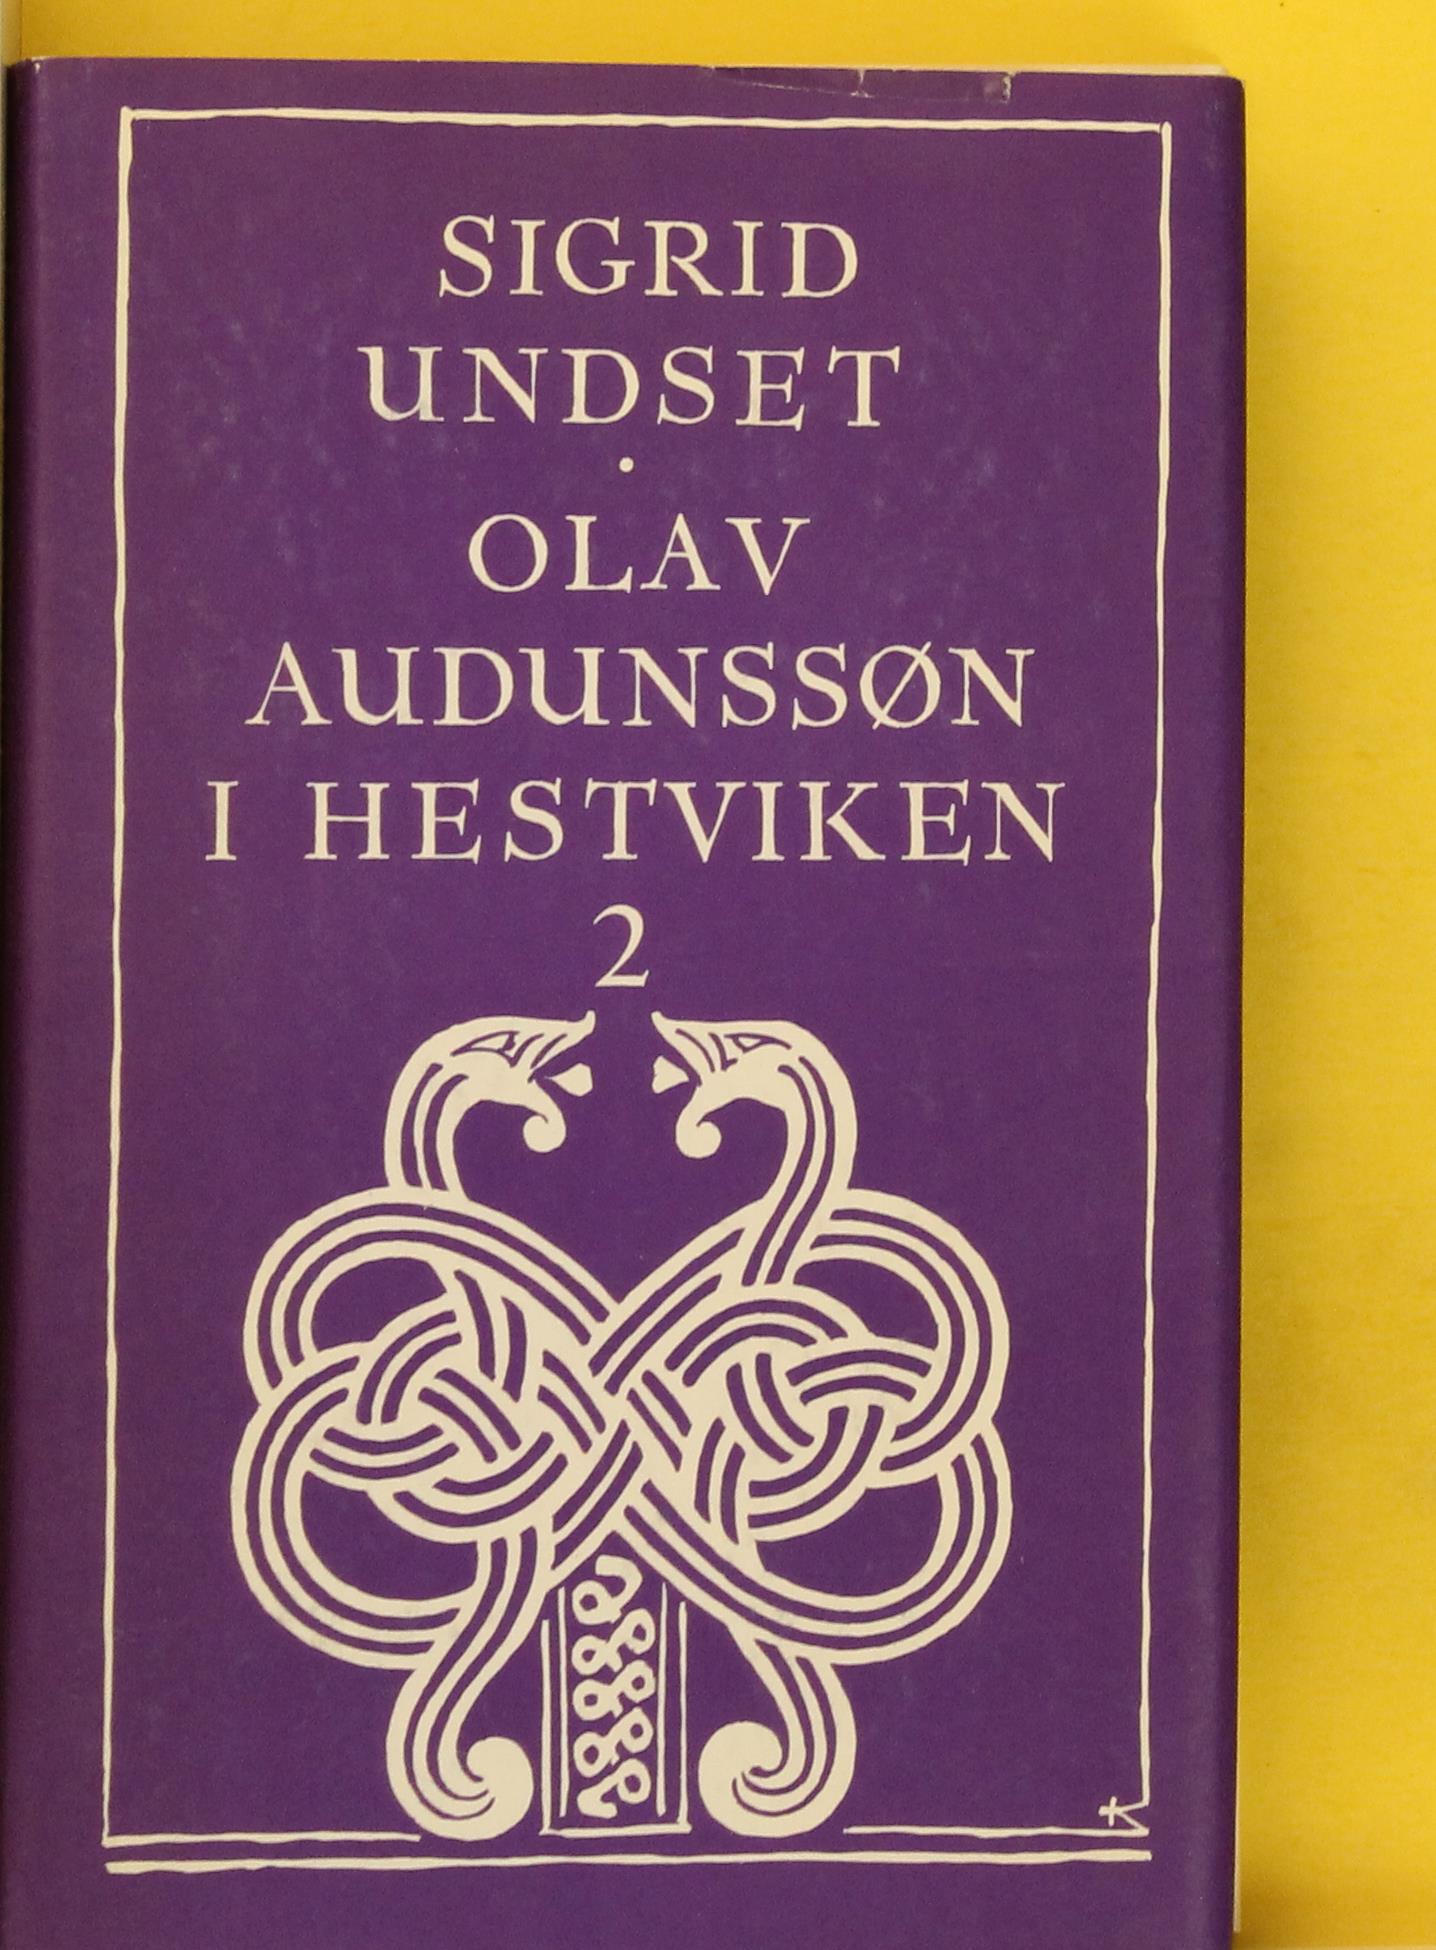 SIGRID
UNDSET
·
OLAV
AUDUNSSØN
I HESTVIKEN
2
K